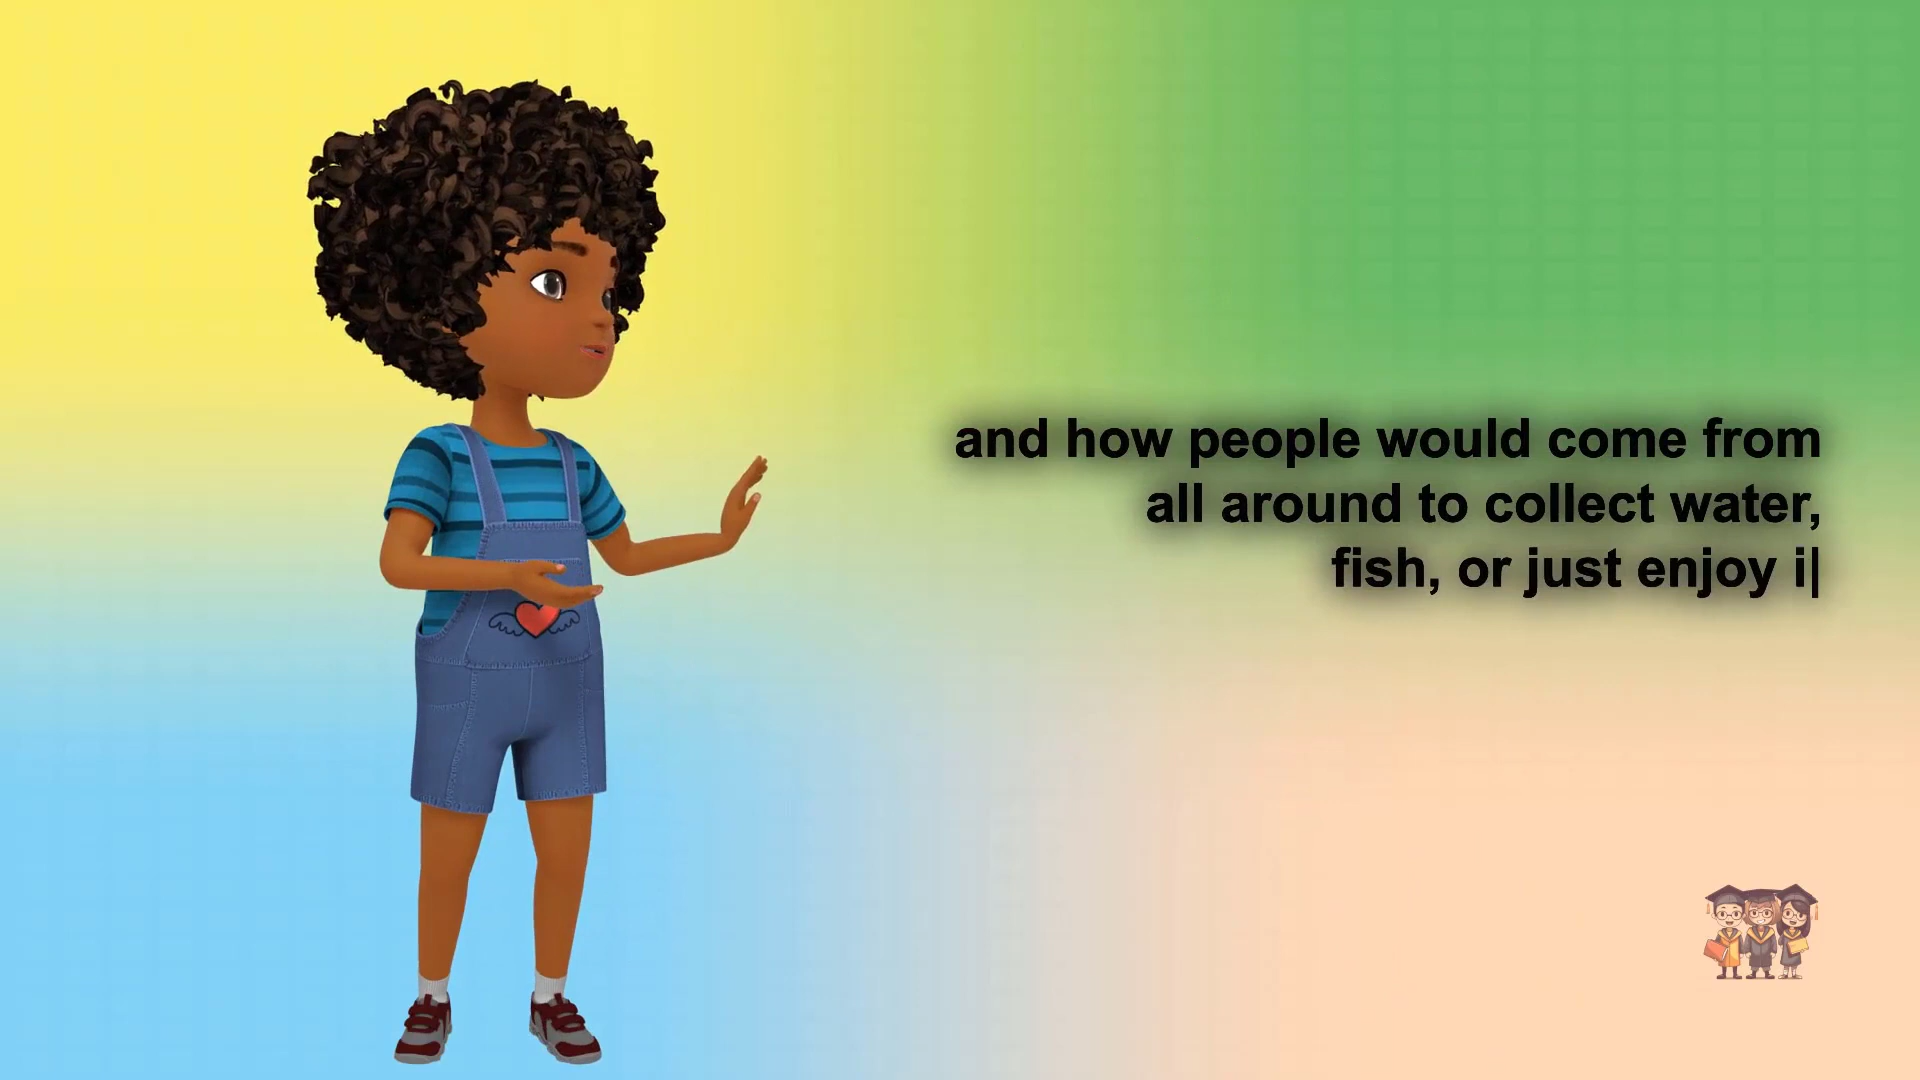 and how people would come from
all around to collect water,
fish, or just enjoy i|